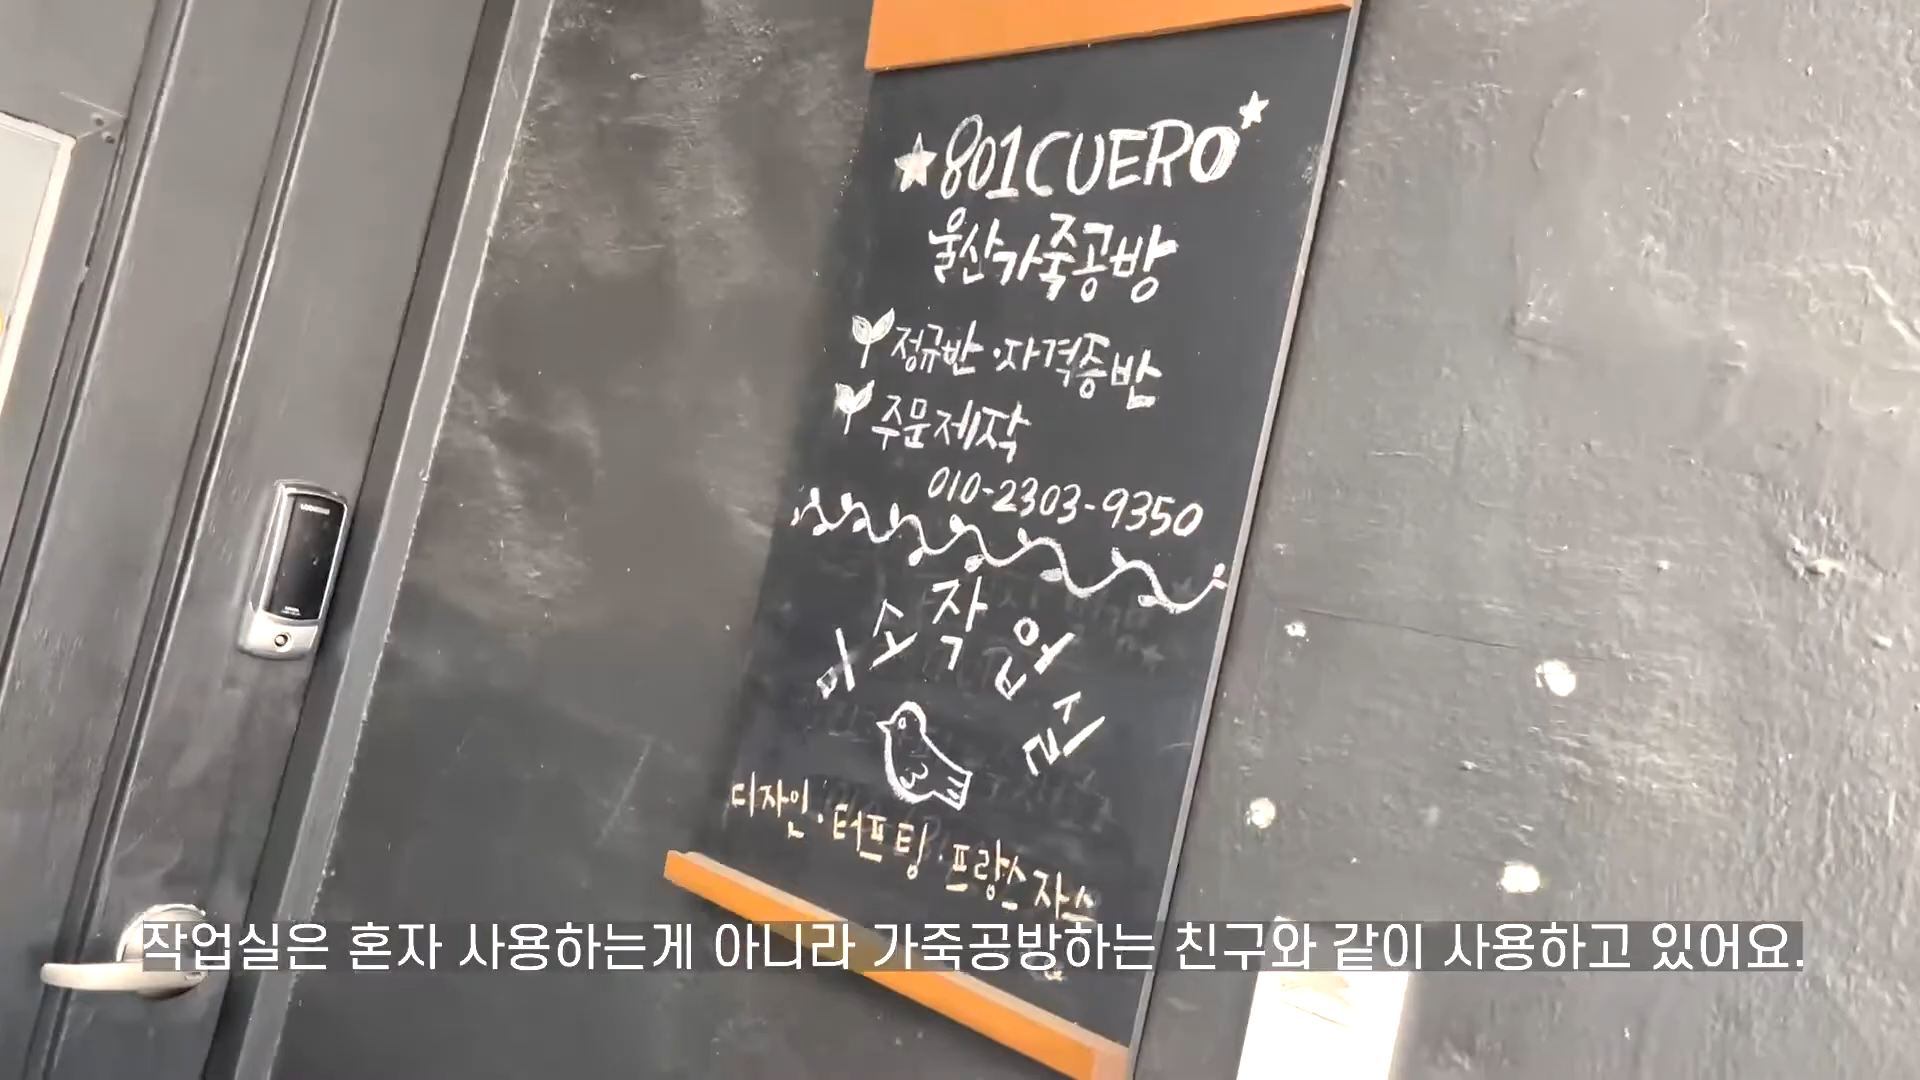 801CUERO
울산가죽공방
정규반·자격증반
주문제작
010-2303-9350
이소작업실
디자인·터프팅·프랑스자수
작업실은 혼자 사용하는게 아니라 가죽공방하는 친구와 같이 사용하고 있어요.